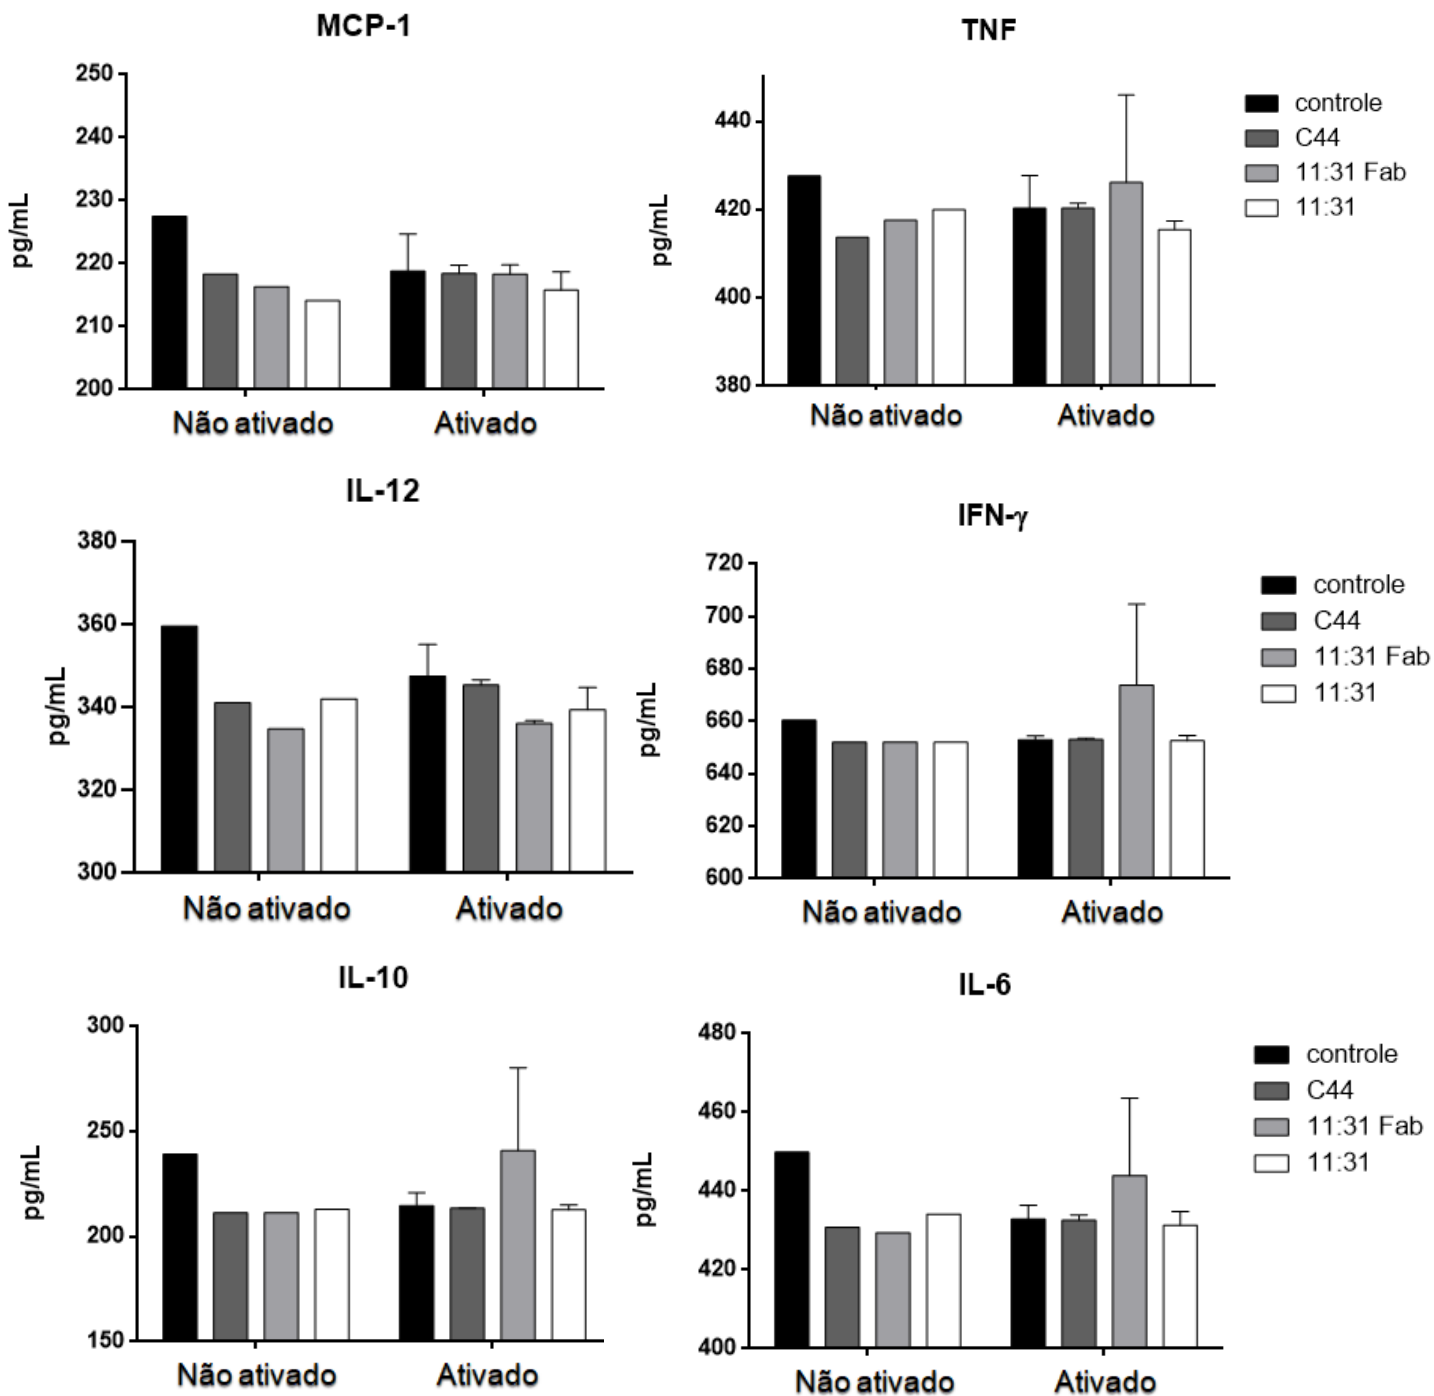 MCP-1
250
240
230
220
210
200
pg/mL
Não ativado
Ativado
TNF
440
420
400
380
pg/mL
Não ativado
Ativado
controle
C44
11:31 Fab
11:31
IL-12
380
360
340
320
300
pg/mL
Não ativado
Ativado
IFN-γ
720
700
680
660
640
620
600
pg/mL
Não ativado
Ativado
controle
C44
11:31 Fab
11:31
IL-10
300
250
200
150
pg/mL
Não ativado
Ativado
IL-6
480
460
440
420
400
pg/mL
Não ativado
Ativado
controle
C44
11:31 Fab
11:31